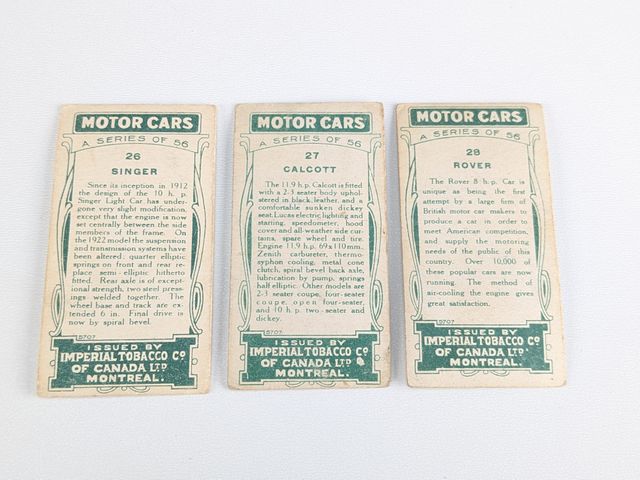 MOTOR CARS
A SERIES OF 56
26
SINGER
Since its inception in 1912
the design of the 10 h. p.
Singer Light Car, has under-
gone very slight modification,
except that the engine is now
set centrally between the side
members of the frame. On
the 1922 model the suspension
and transmission systems have
been altered; quarter elliptic
springs on front and rear re-
place semi-elliptic hitherto
fitted. Rear axle is of excep-
tional strength, two steel pres-
sings welded together. The
wheel base and track are ex-
tended 6 in. Final drive is
now by spiral bevel.
B707
ISSUED BY
IMPERIAL TOBACCO Co
OF CANADA LTD
MONTREAL.
MOTOR CARS
A SERIES OF 56
27
CALCOTT
The 11.9 h.p. Calcott is fitted
with a 2-3 seater body uphol-
stered in black leather, and a
comfortable sunken dickey
seat, Lucas electric lighting and
starting, speedometer, hood
cover and all-weather side cur-
tains, spare wheel and tire.
Engine 11.9 h.p. 69 x 110 mm.
Zenith carbureter, thermo-
syphon cooling, metal cone
clutch, spiral bevel back axle,
lubrication by pump, springs
half elliptic. Other models are
2-3 seater coupe, four-seater
coupe, open four-seater,
and 10 h.p. two-seater and
dickey.
B707
ISSUED BY
IMPERIAL TOBACCO Co
OF CANADA LTD
MONTREAL.
MOTOR CARS
A SERIES OF 56
28
ROVER
The Rover 8 h. p. Car is
unique as being the first
attempt by a large firm of
British motor car makers to
produce a car in order to
meet American competition,
and supply the motoring
needs of the public of this
country. Over 10,000 of
these popular cars are now
running. The method of
air-cooling the engine gives
great satisfaction.
B707
ISSUED BY
IMPERIAL TOBACCO Co
OF CANADA LTD
MONTREAL.